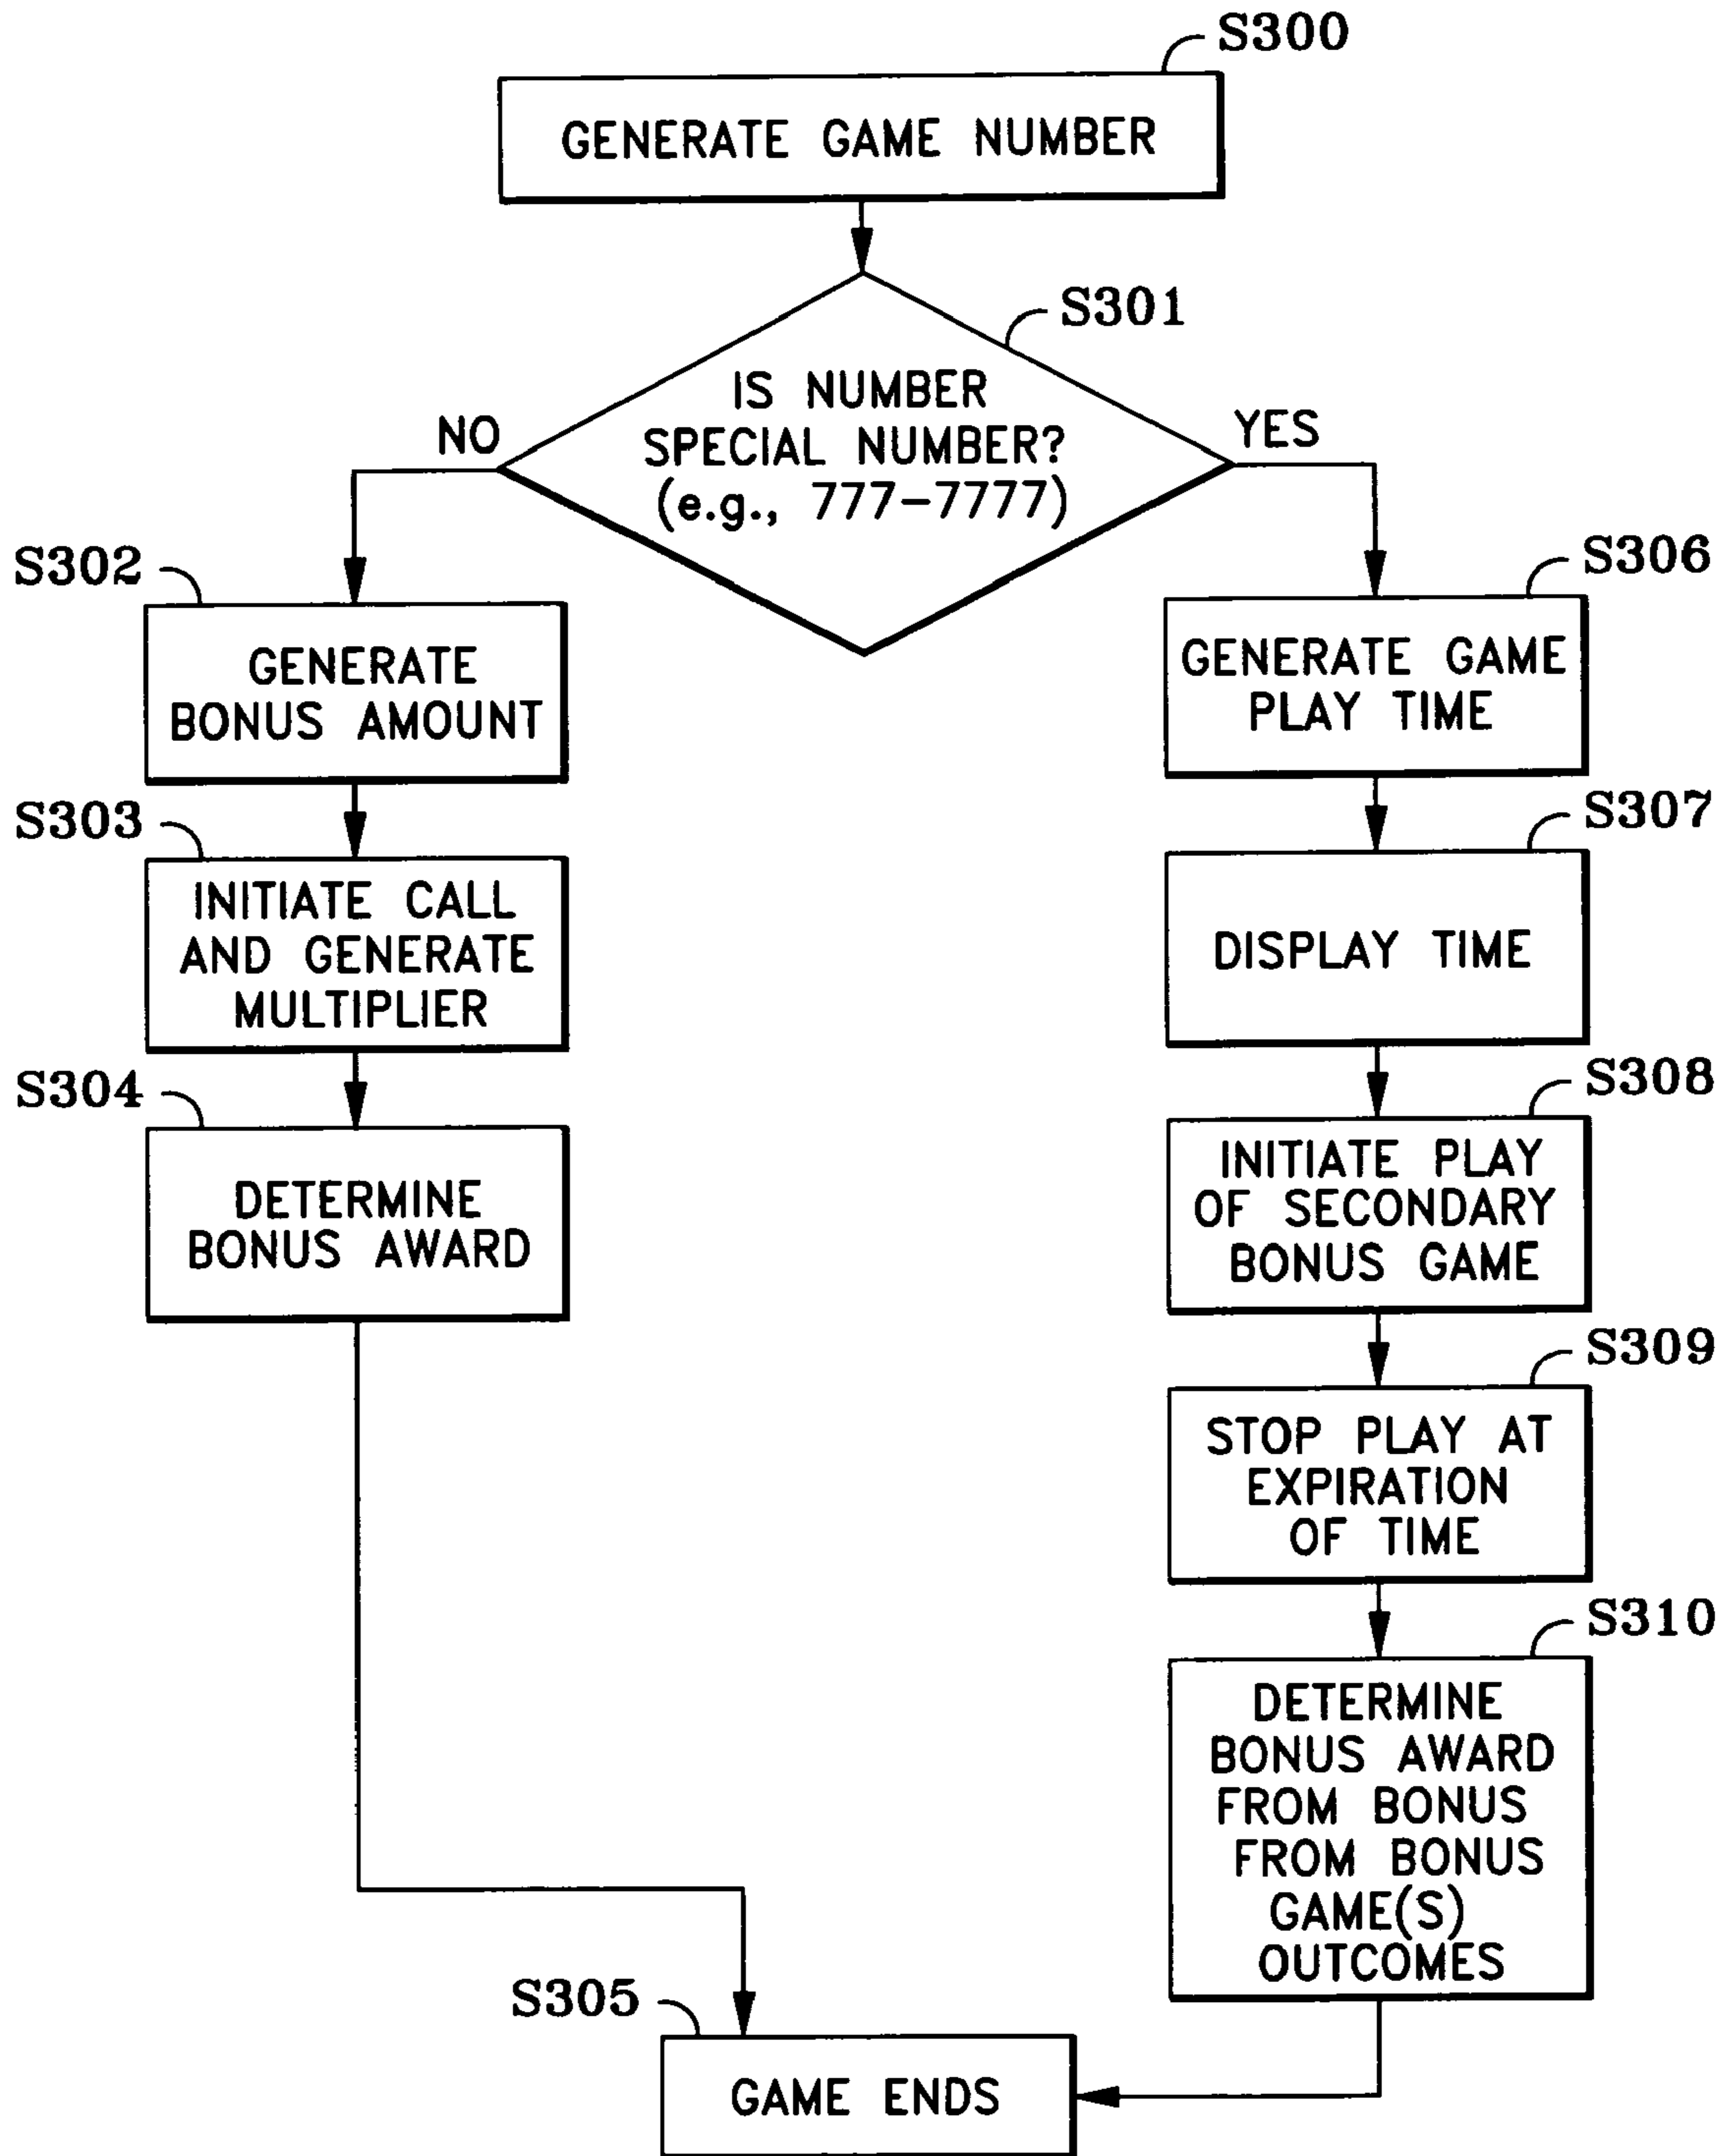 S300
GENERATE GAME NUMBER
S301
IS NUMBER
SPECIAL NUMBER?
(e.g., 777-7777)
NO
YES
S302
GENERATE
BONUS AMOUNT
S303
INITIATE CALL
AND GENERATE
MULTIPLIER
S304
DETERMINE
BONUS AWARD
S306
GENERATE GAME
PLAY TIME
S307
DISPLAY TIME
S308
INITIATE PLAY
OF SECONDARY
BONUS GAME
S309
STOP PLAY AT
EXPIRATION
OF TIME
S310
DETERMINE
BONUS AWARD
FROM BONUS
FROM BONUS
GAME(S)
OUTCOMES
S305
GAME ENDS